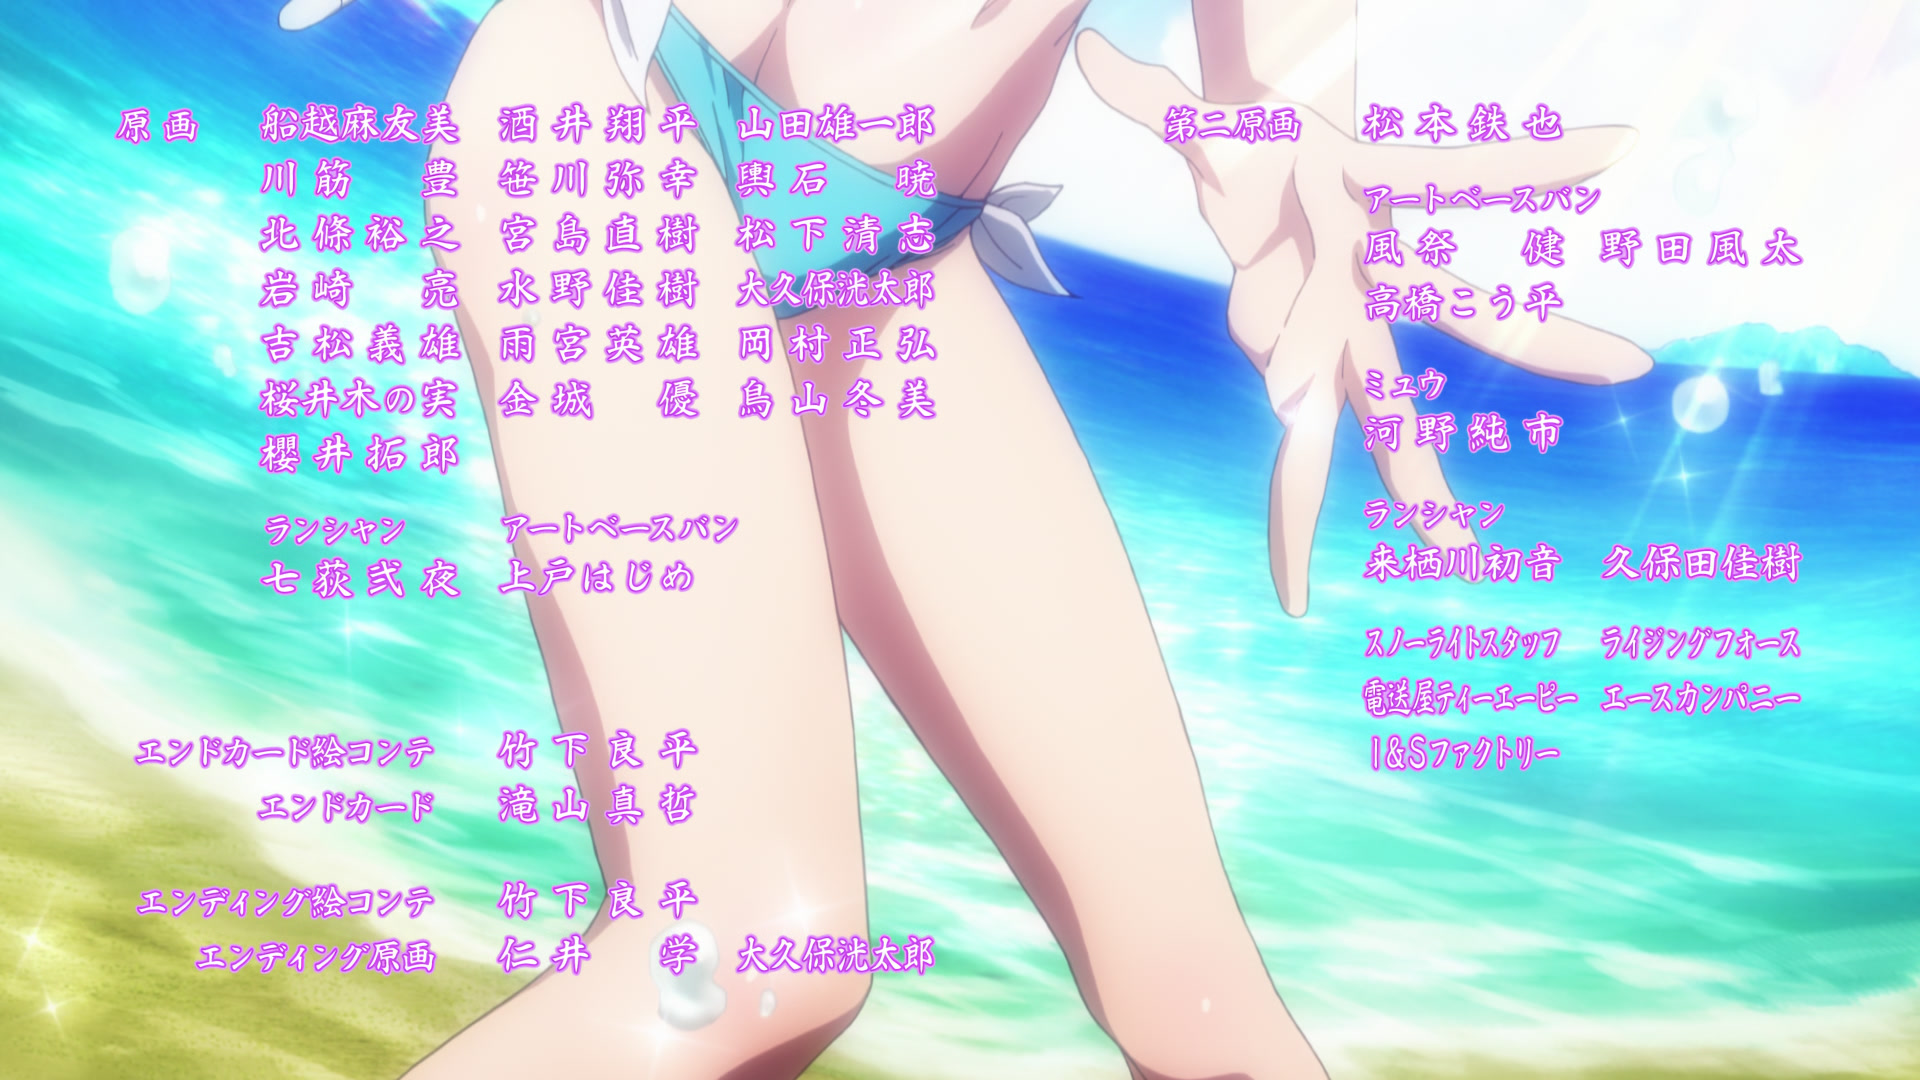 原画 船越麻友美 酒井翔平 山田雄一郎
川筋 豊 笹川弥幸 輿石 暁
北條裕之 宮島直樹 松下清志
岩崎 亮 水野佳樹 大久保洸太郎
吉松義雄 雨宮英雄 岡村正弘
桜井木の実 金城 優 鳥山冬美
櫻井拓郎
ランシャン アートベースバン
七荻弐夜 上戸はじめ
エンドカード絵コンテ 竹下良平
エンドカード 滝山真哲
エンディング絵コンテ 竹下良平
エンディング原画 仁井 学 大久保洸太郎
第二原画 松本鉄也
アートベースバン
風祭 健 野田風太
高橋こう平
ミュウ
河野純市
ランシャン
来栖川初音 久保田佳樹
スノーライトスタッフ ライジングフォース
電送屋ティーエーピー エースカンパニー
I&Sファクトリー